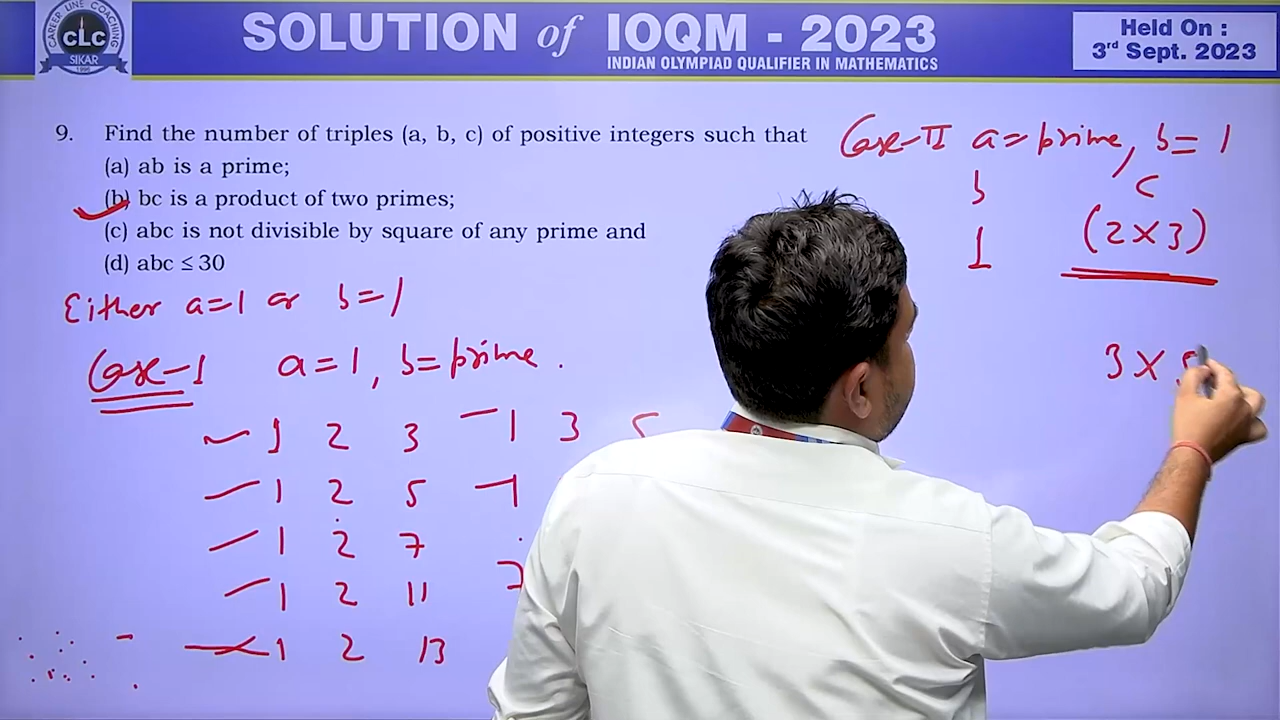 CAREER LINE COACHING
CLC
SIKAR
1996
SOLUTION of IOQM - 2023
INDIAN OLYMPIAD QUALIFIER IN MATHEMATICS
Held On :
3rd Sept. 2023
9. Find the number of triples (a, b, c) of positive integers such that
(a) ab is a prime;
(b) bc is a product of two primes;
(c) abc is not divisible by square of any prime and
(d) abc ≤ 30
Either a=1 or b=1
Case-1 a=1, b=prime.
1 2 3 1 3 5
1 2 5 1
1 2 7
1 2 11 7
1 2 13
Case-II a=prime, b=1
b c
1 (2×3)
3×